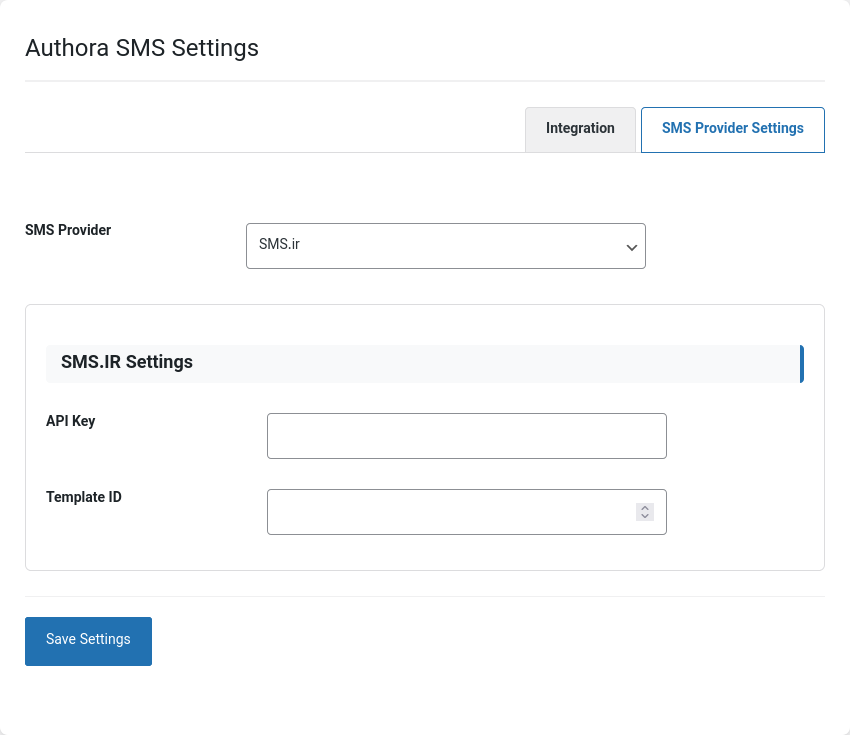 Authora SMS Settings
Integration
SMS Provider Settings
SMS Provider
SMS.ir
SMS.IR Settings
API Key
Template ID
Save Settings